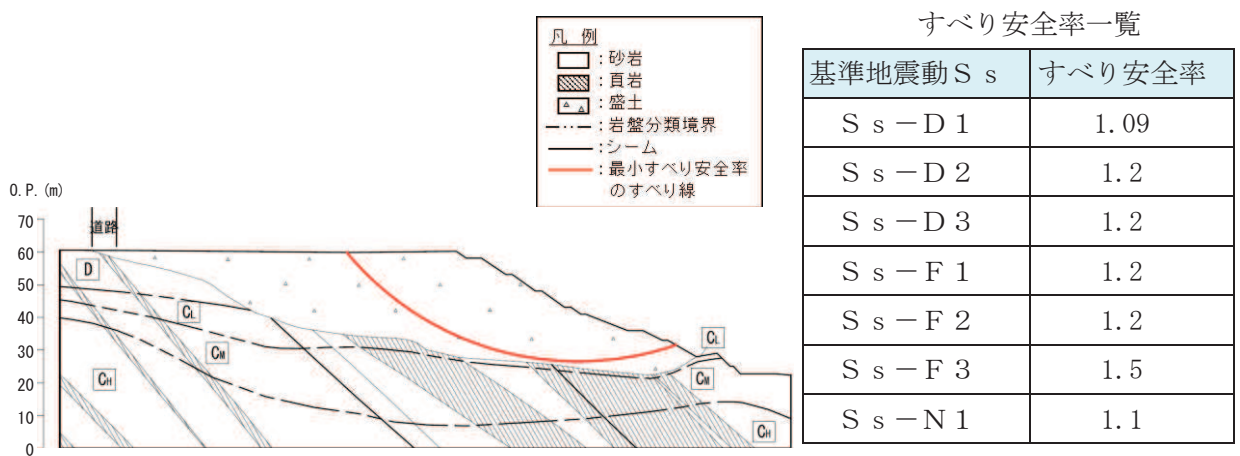 凡 例
：砂岩
：頁岩
：盛土
：岩盤分類境界
：シーム
：最小すべり安全率
のすべり線
O.P.(m)
70
60
50
40
30
20
10
0
道路
D
CL
CM
CH
CL
CM
CH
すべり安全率一覧
基準地震動Ｓｓ すべり安全率
Ｓｓ－Ｄ１ 1.09
Ｓｓ－Ｄ２ 1.2
Ｓｓ－Ｄ３ 1.2
Ｓｓ－Ｆ１ 1.2
Ｓｓ－Ｆ２ 1.2
Ｓｓ－Ｆ３ 1.5
Ｓｓ－Ｎ１ 1.1